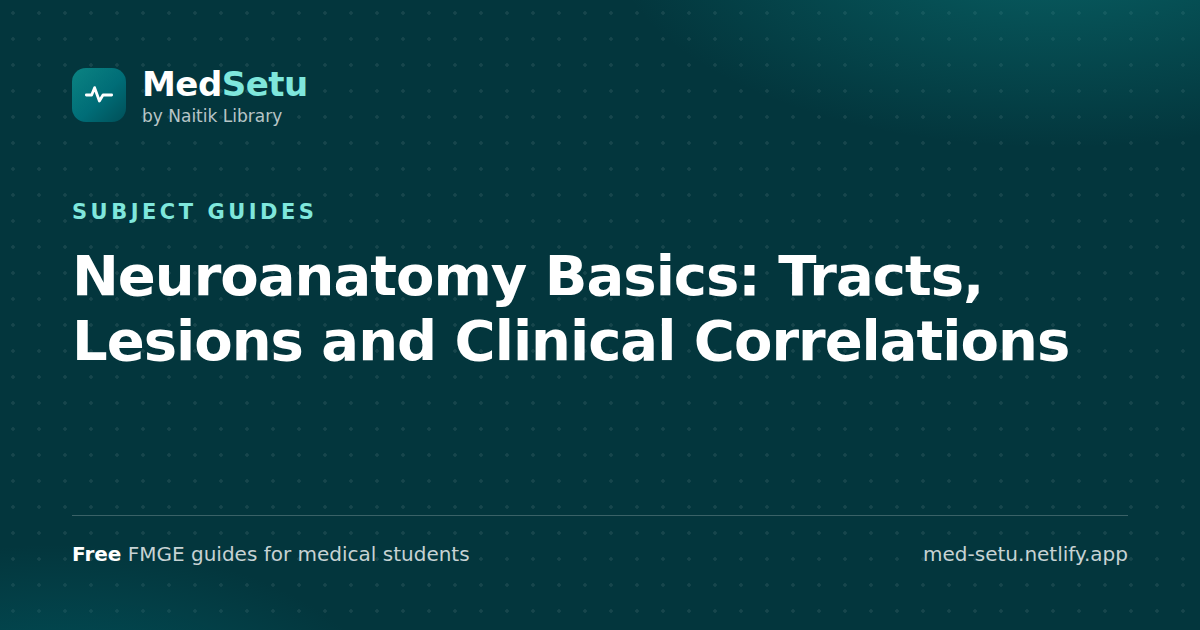 MedSetu
by Naitik Library
SUBJECT GUIDES
Neuroanatomy Basics: Tracts,
Lesions and Clinical Correlations
Free FMGE guides for medical students
med-setu.netlify.app